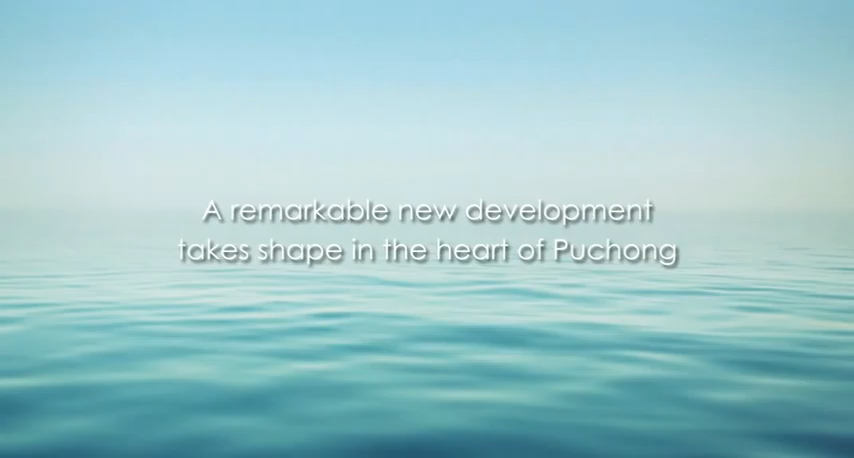 A remarkable new development
takes shape in the heart of Puchong